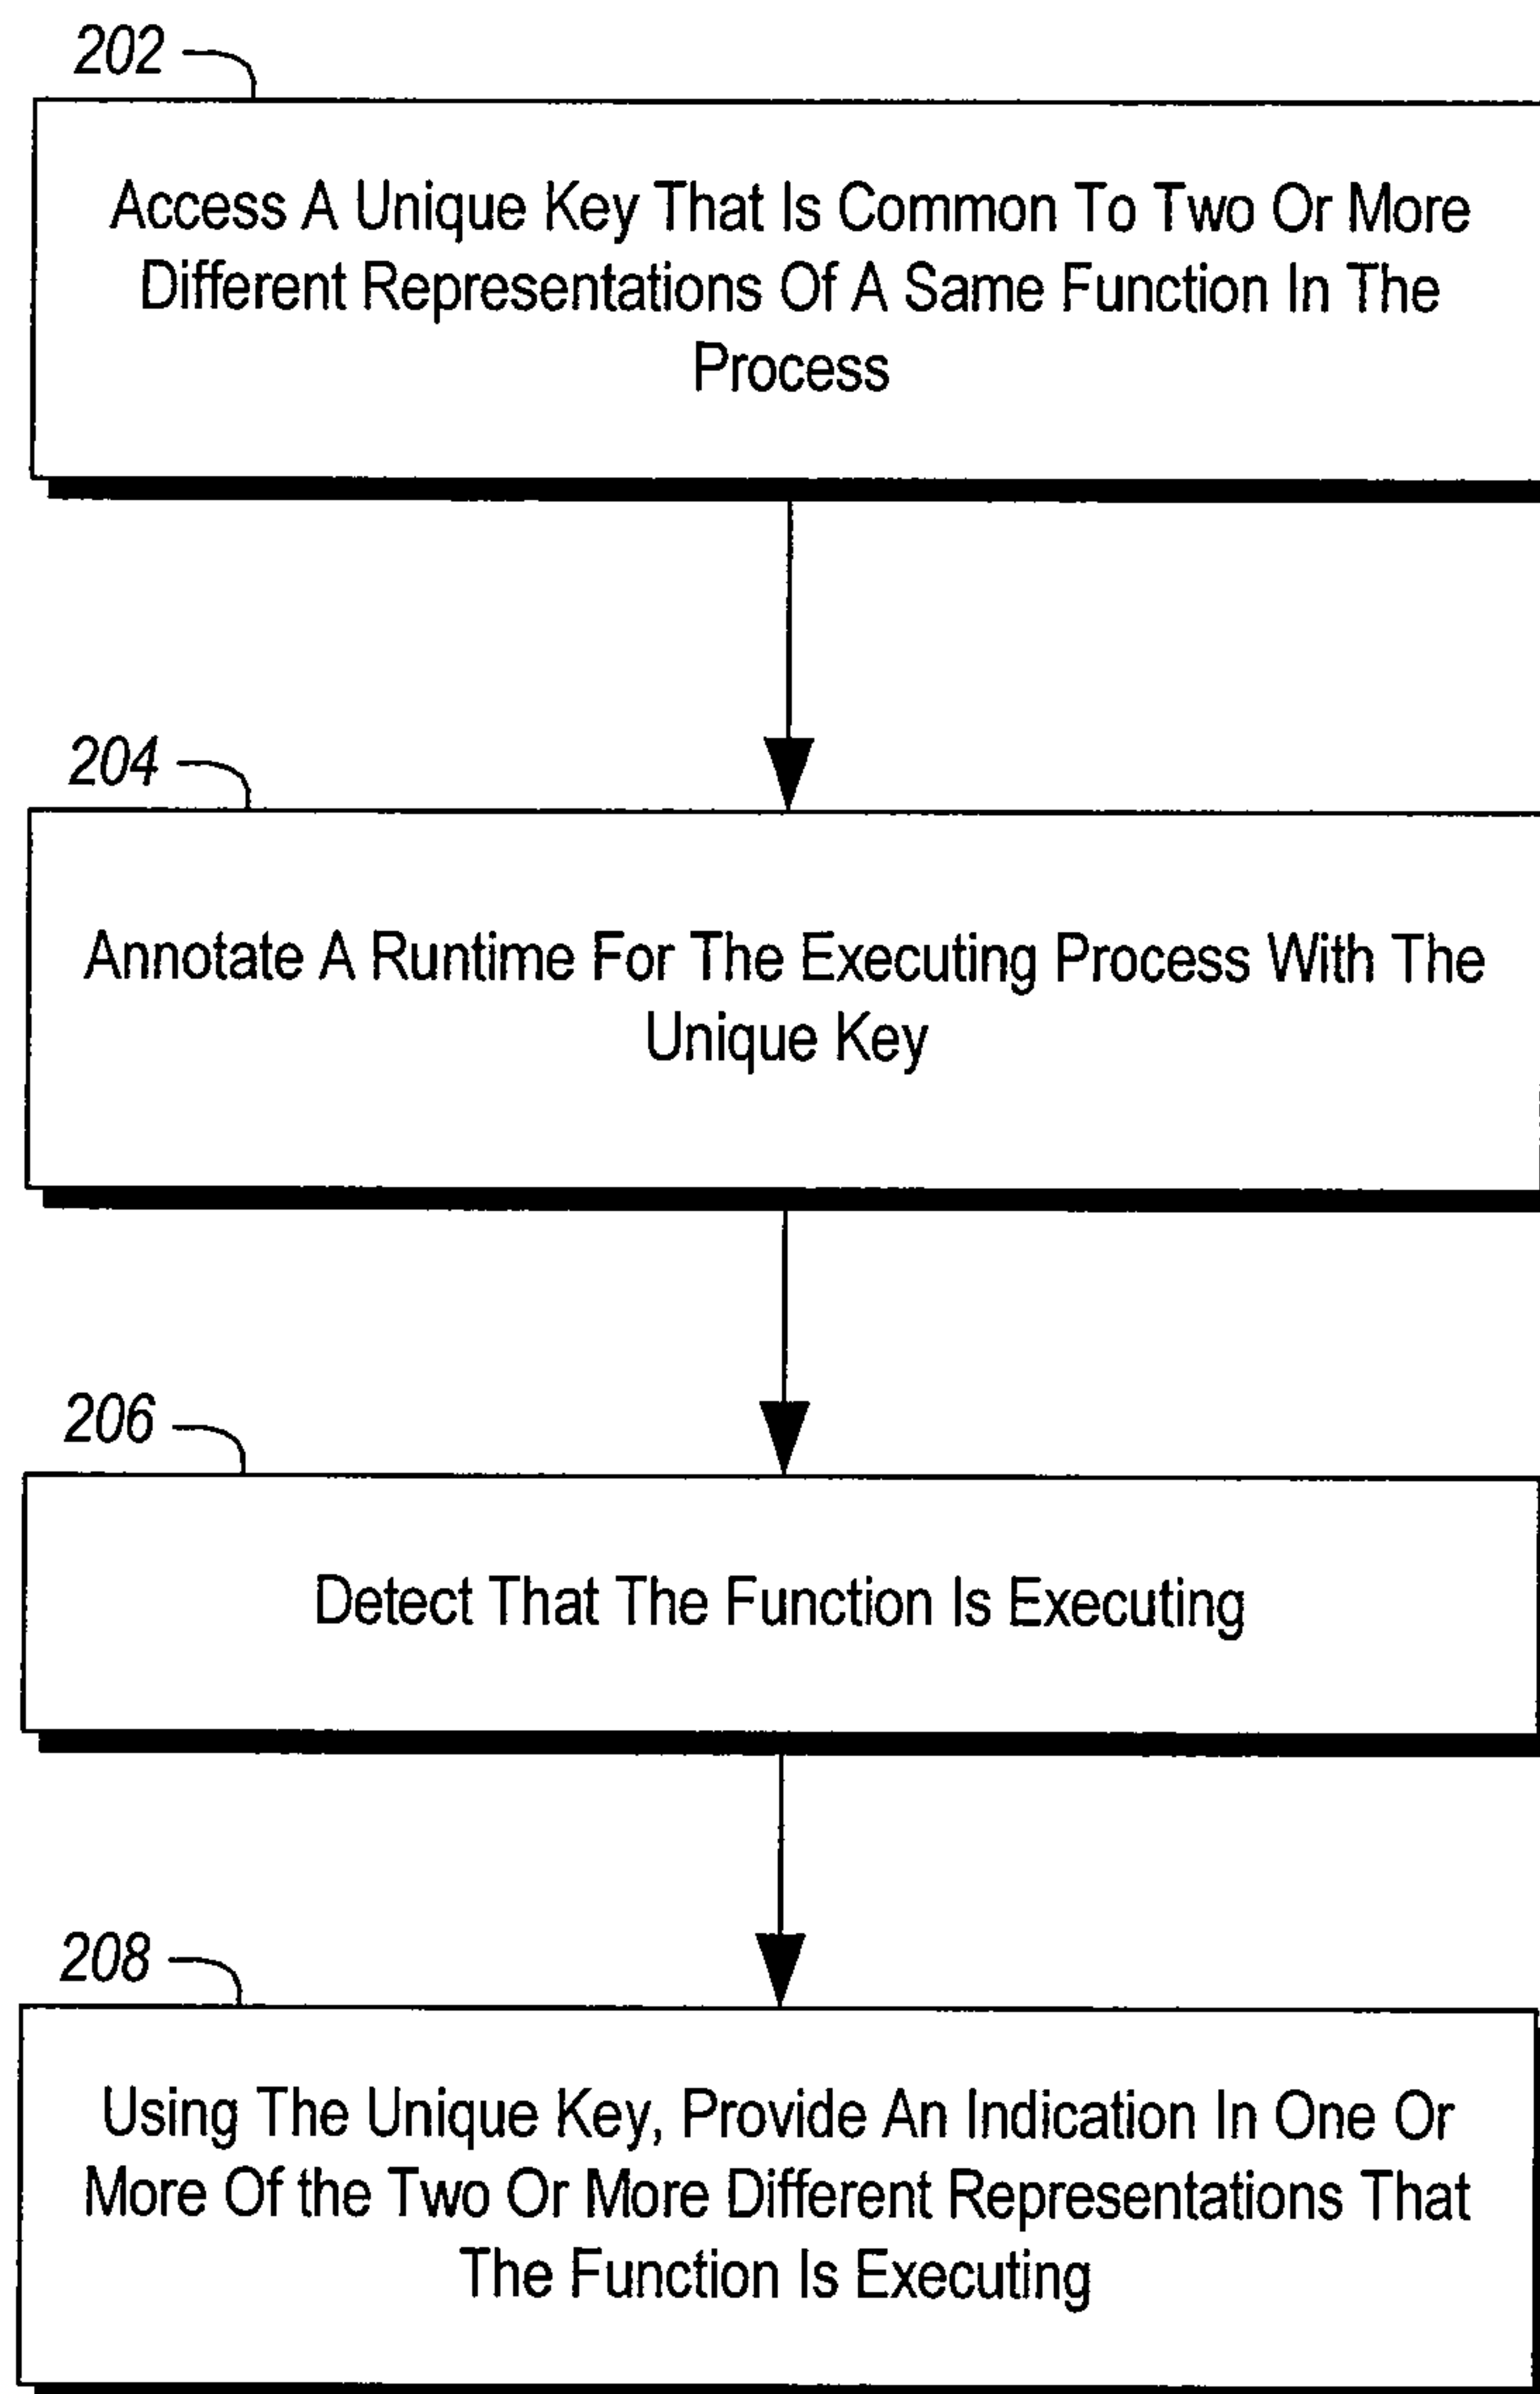 202
Access A Unique Key That Is Common To Two Or More
Different Representations Of A Same Function In The
Process
204
Annotate A Runtime For The Executing Process With The
Unique Key
206
Detect That The Function Is Executing
208
Using The Unique Key, Provide An Indication In One Or
More Of the Two Or More Different Representations That
The Function Is Executing